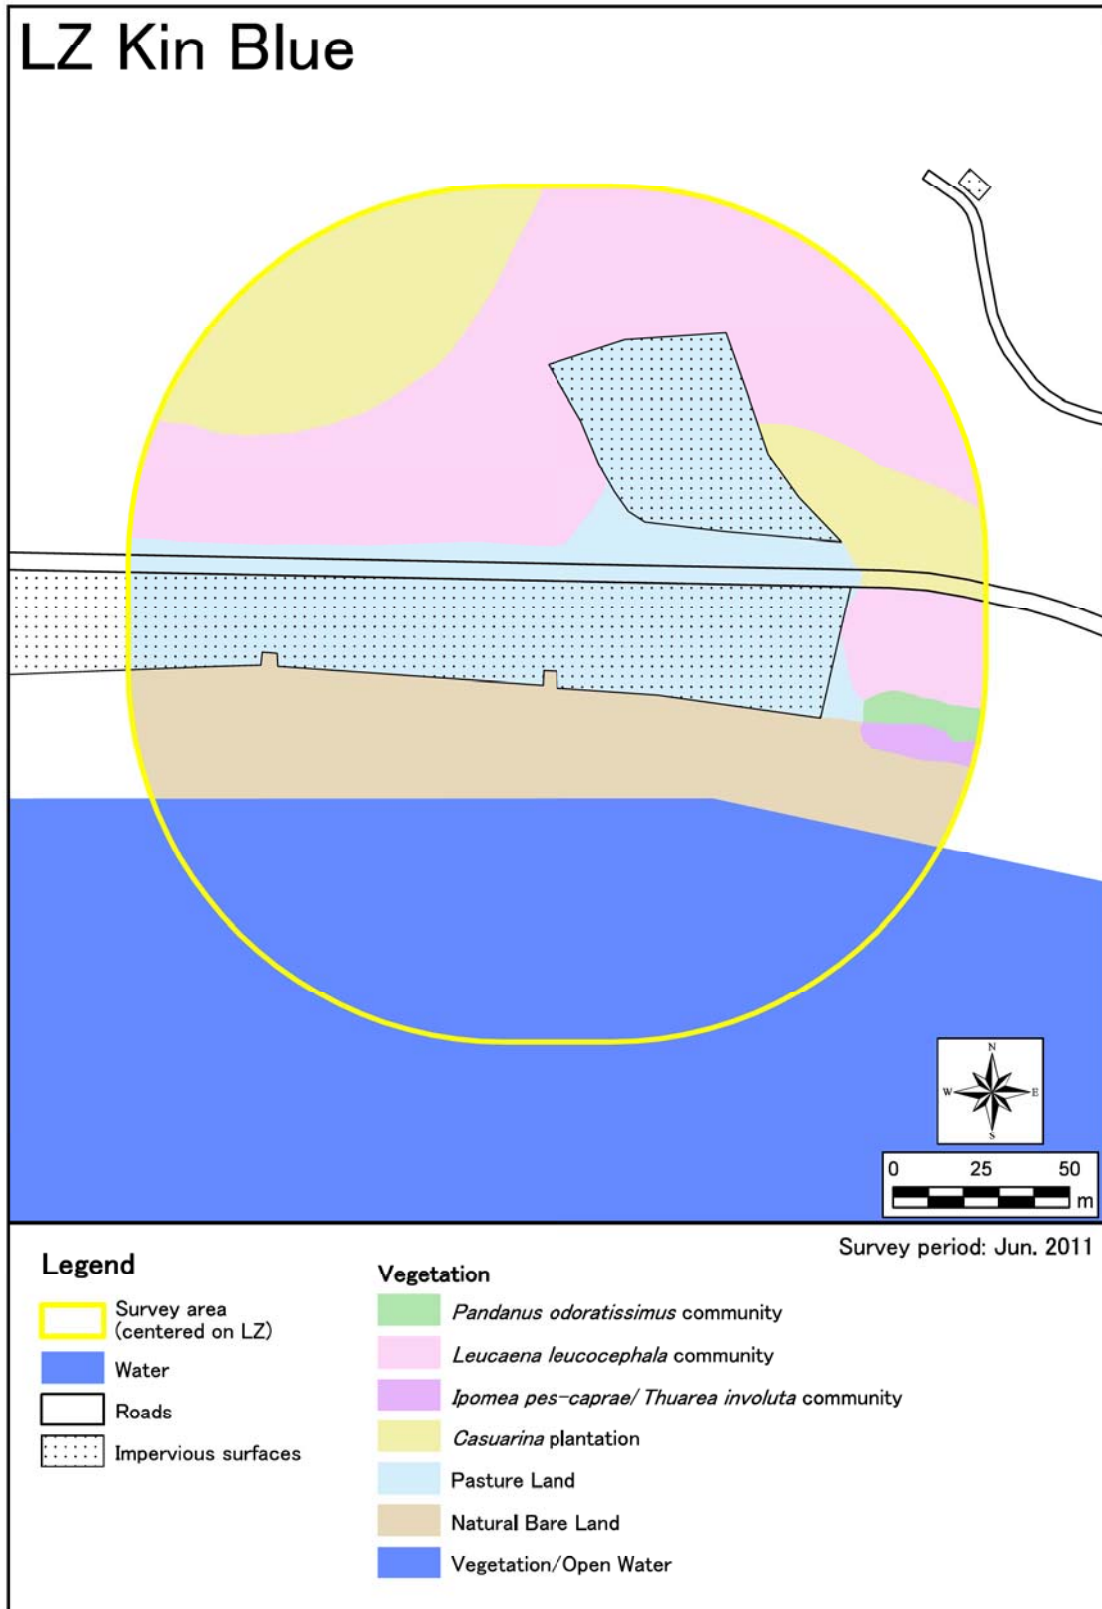 LZ Kin Blue
N
W E
S
0 25 50
m
Survey period: Jun. 2011
Legend
Survey area
(centered on LZ)
Water
Roads
Impervious surfaces
Vegetation
Pandanus odoratissimus community
Leucaena leucocephala community
Ipomea pes-caprae/ Thuarea involuta community
Casuarina plantation
Pasture Land
Natural Bare Land
Vegetation/Open Water